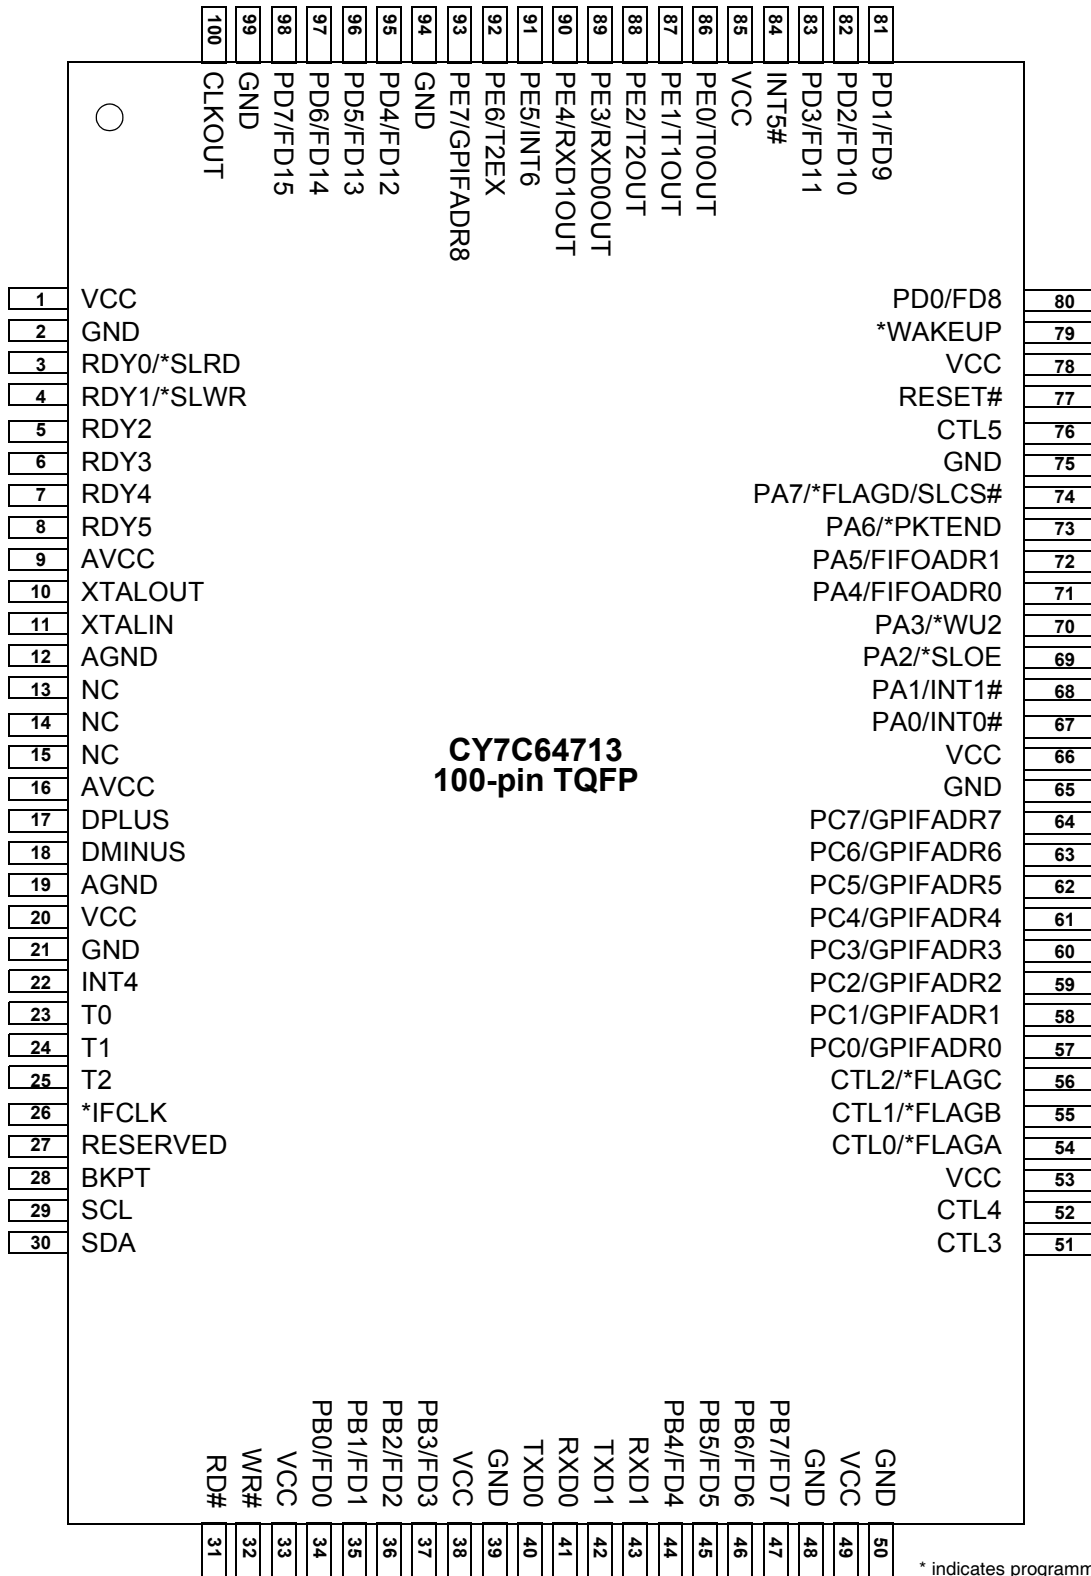 100 99 98 97 96 95 94 93 92 91 90 89 88 87 86 85 84 83 82 81
CLKOUT
GND
PD7/FD15
PD6/FD14
PD5/FD13
PD4/FD12
GND
PE7/GPIFADR8
PE6/T2EX
PE5/INT6
PE4/RXD1OUT
PE3/RXD0OUT
PE2/T2OUT
PE1/T1OUT
PE0/T0OUT
VCC
INT5#
PD3/FD11
PD2/FD10
PD1/FD9
1 VCC
2 GND
3 RDY0/*SLRD
4 RDY1/*SLWR
5 RDY2
6 RDY3
7 RDY4
8 RDY5
9 AVCC
10 XTALOUT
11 XTALIN
12 AGND
13 NC
14 NC
15 NC
16 AVCC
17 DPLUS
18 DMINUS
19 AGND
20 VCC
21 GND
22 INT4
23 T0
24 T1
25 T2
26 *IFCLK
27 RESERVED
28 BKPT
29 SCL
30 SDA
CY7C64713
100-pin TQFP
PD0/FD8 80
*WAKEUP 79
VCC 78
RESET# 77
CTL5 76
GND 75
PA7/*FLAGD/SLCS# 74
PA6/*PKTEND 73
PA5/FIFOADR1 72
PA4/FIFOADR0 71
PA3/*WU2 70
PA2/*SLOE 69
PA1/INT1# 68
PA0/INT0# 67
VCC 66
GND 65
PC7/GPIFADR7 64
PC6/GPIFADR6 63
PC5/GPIFADR5 62
PC4/GPIFADR4 61
PC3/GPIFADR3 60
PC2/GPIFADR2 59
PC1/GPIFADR1 58
PC0/GPIFADR0 57
CTL2/*FLAGC 56
CTL1/*FLAGB 55
CTL0/*FLAGA 54
VCC 53
CTL4 52
CTL3 51
RD#
WR#
VCC
PB0/FD0
PB1/FD1
PB2/FD2
PB3/FD3
VCC
GND
TXD0
RXD0
TXD1
RXD1
PB4/FD4
PB5/FD5
PB6/FD6
PB7/FD7
GND
VCC
GND
31 32 33 34 35 36 37 38 39 40 41 42 43 44 45 46 47 48 49 50
* indicates programm